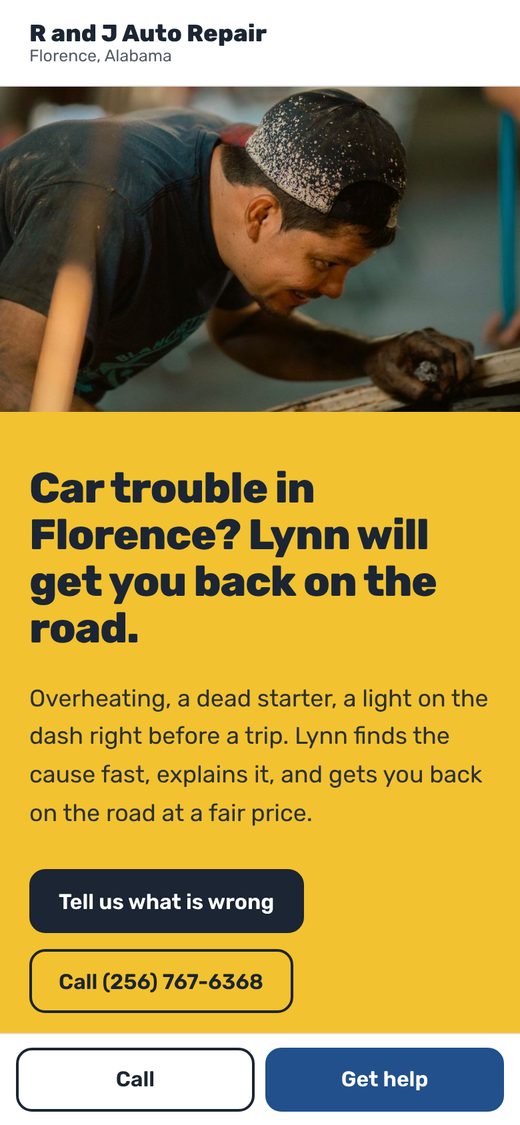 R and J Auto Repair
Florence, Alabama
BLANCHET
Car trouble in
Florence? Lynn will
get you back on the
road.
Overheating, a dead starter, a light on the
dash right before a trip. Lynn finds the
cause fast, explains it, and gets you back
on the road at a fair price.
Tell us what is wrong
Call (256) 767-6368
Call
Get help